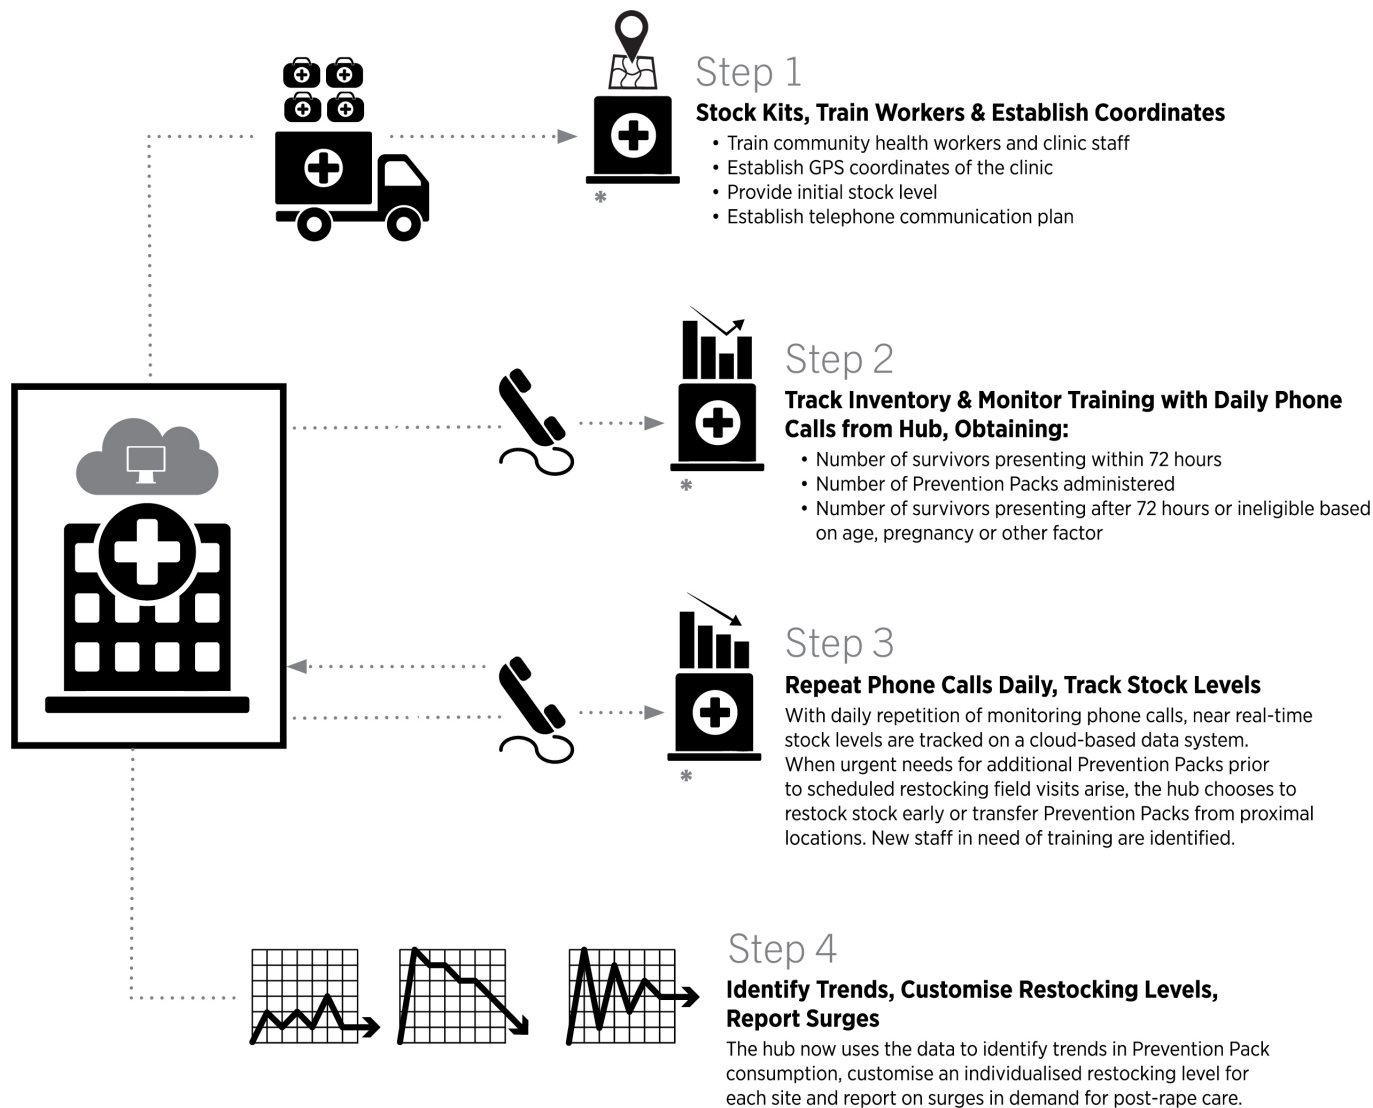 Step 1
Stock Kits, Train Workers & Establish Coordinates
• Train community health workers and clinic staff
• Establish GPS coordinates of the clinic
• Provide initial stock level
• Establish telephone communication plan
*
Step 2
Track Inventory & Monitor Training with Daily Phone
Calls from Hub, Obtaining:
• Number of survivors presenting within 72 hours
• Number of Prevention Packs administered
• Number of survivors presenting after 72 hours or ineligible based
on age, pregnancy or other factor
*
Step 3
Repeat Phone Calls Daily, Track Stock Levels
With daily repetition of monitoring phone calls, near real-time
stock levels are tracked on a cloud-based data system.
When urgent needs for additional Prevention Packs prior
to scheduled restocking field visits arise, the hub chooses to
restock stock early or transfer Prevention Packs from proximal
locations. New staff in need of training are identified.
*
Step 4
Identify Trends, Customise Restocking Levels,
Report Surges
The hub now uses the data to identify trends in Prevention Pack
consumption, customise an individualised restocking level for
each site and report on surges in demand for post-rape care.